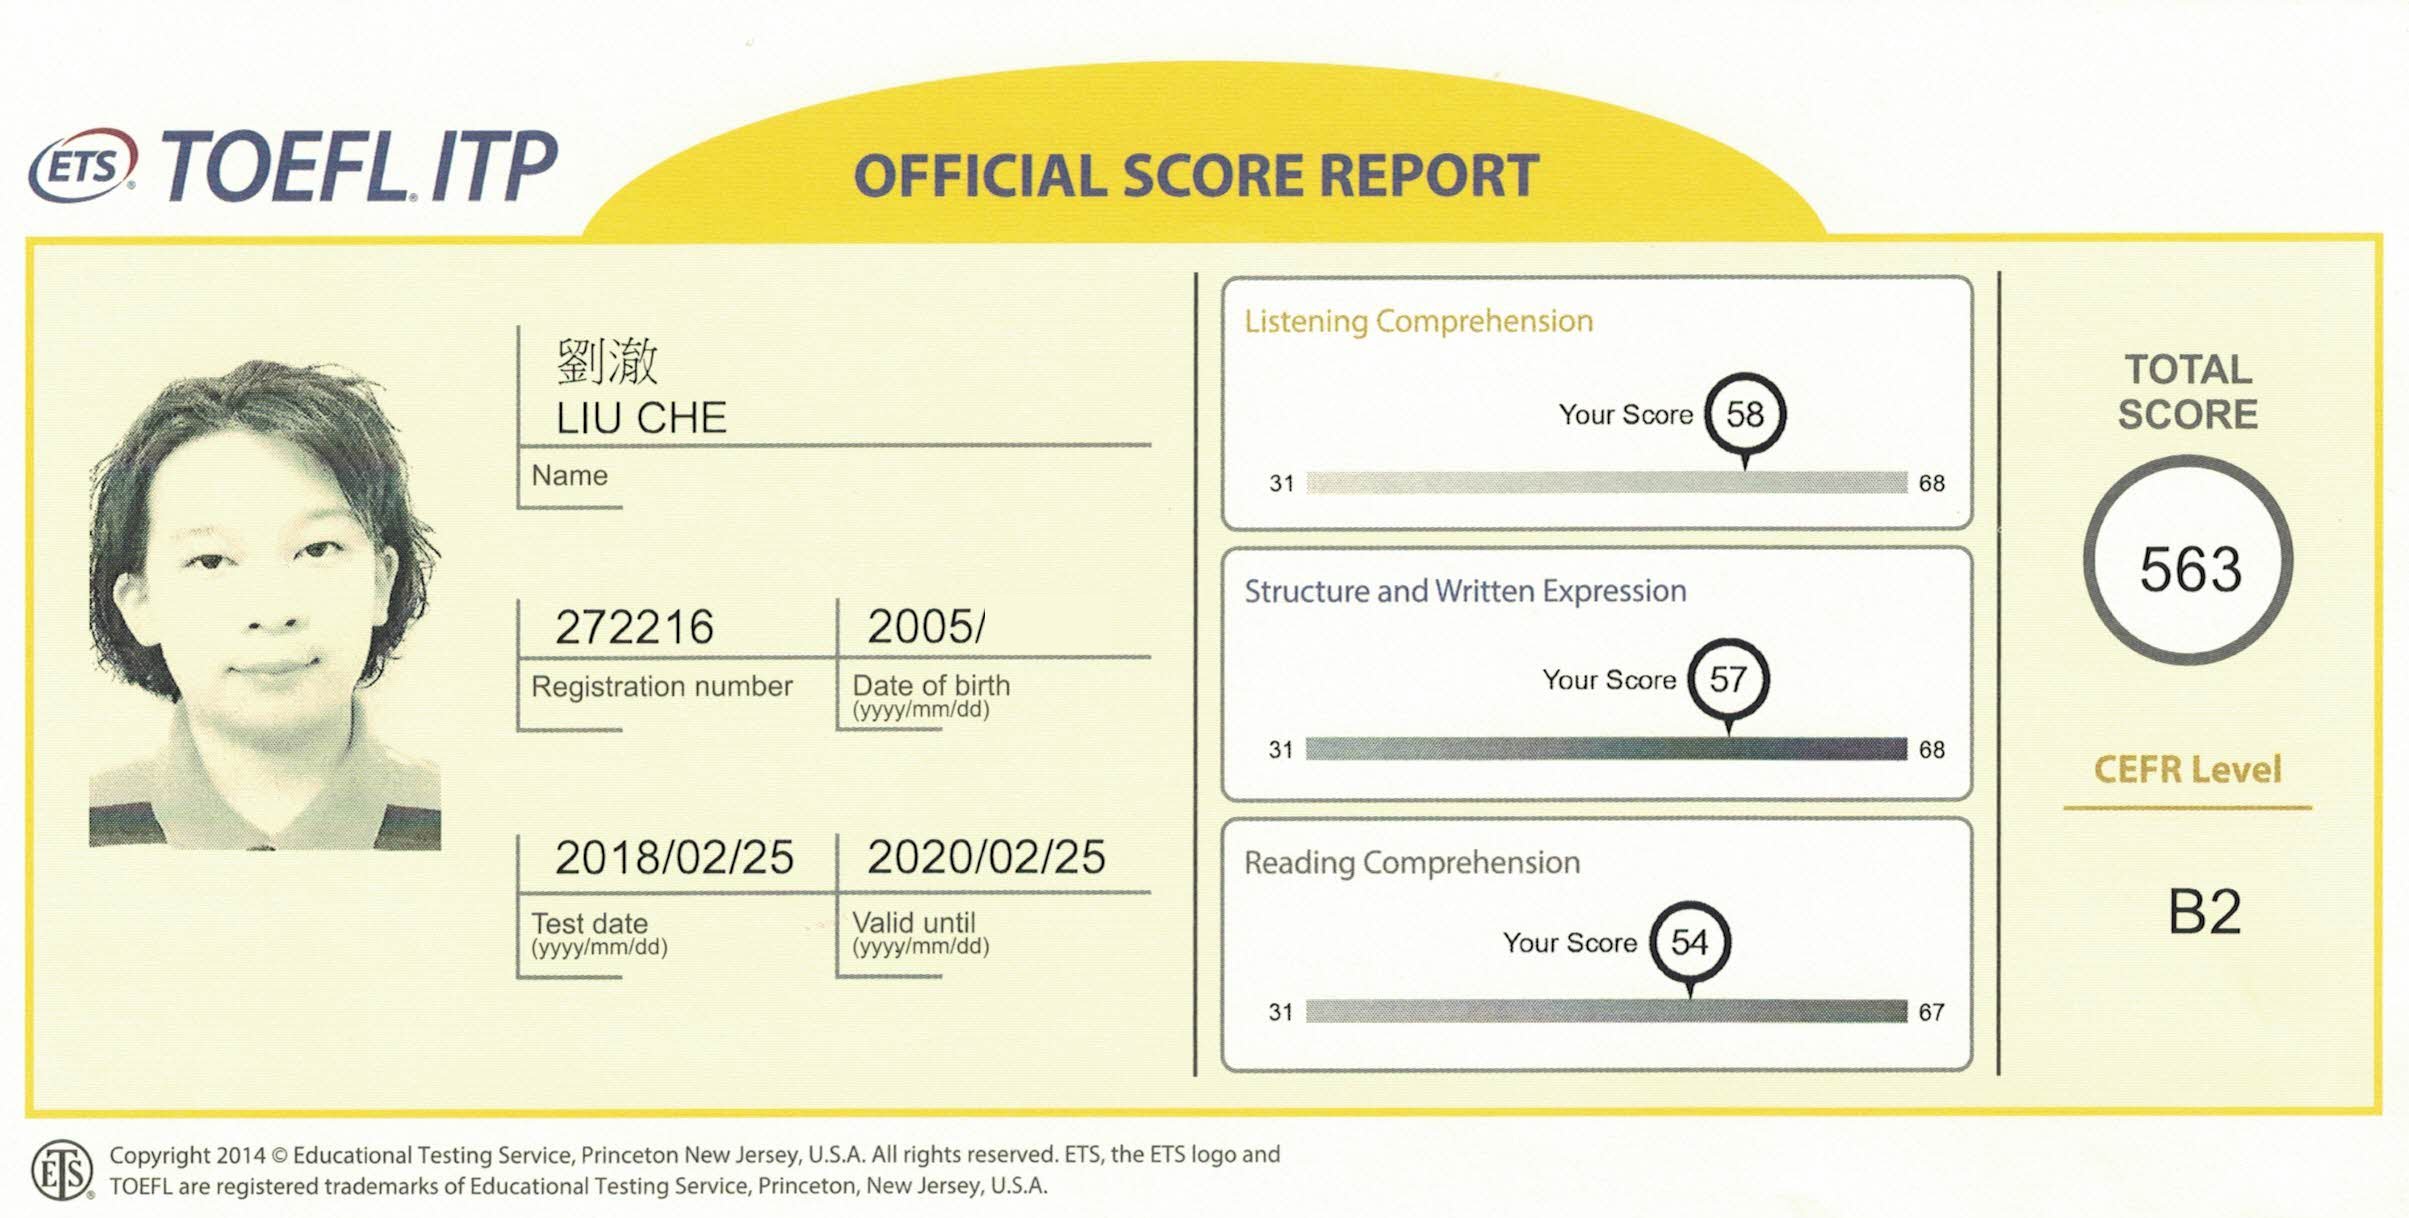 ETS® TOEFL® ITP
OFFICIAL SCORE REPORT
劉澈
LIU CHE
Name
272216
Registration number
2005/
Date of birth
(yyyy/mm/dd)
2018/02/25
Test date
(yyyy/mm/dd)
2020/02/25
Valid until
(yyyy/mm/dd)
Listening Comprehension
Your Score 58
31 68
Structure and Written Expression
Your Score 57
31 68
Reading Comprehension
Your Score 54
31 67
TOTAL
SCORE
563
CEFR Level
B2
ETS® Copyright 2014 © Educational Testing Service, Princeton New Jersey, U.S.A. All rights reserved. ETS, the ETS logo and
TOEFL are registered trademarks of Educational Testing Service, Princeton, New Jersey, U.S.A.